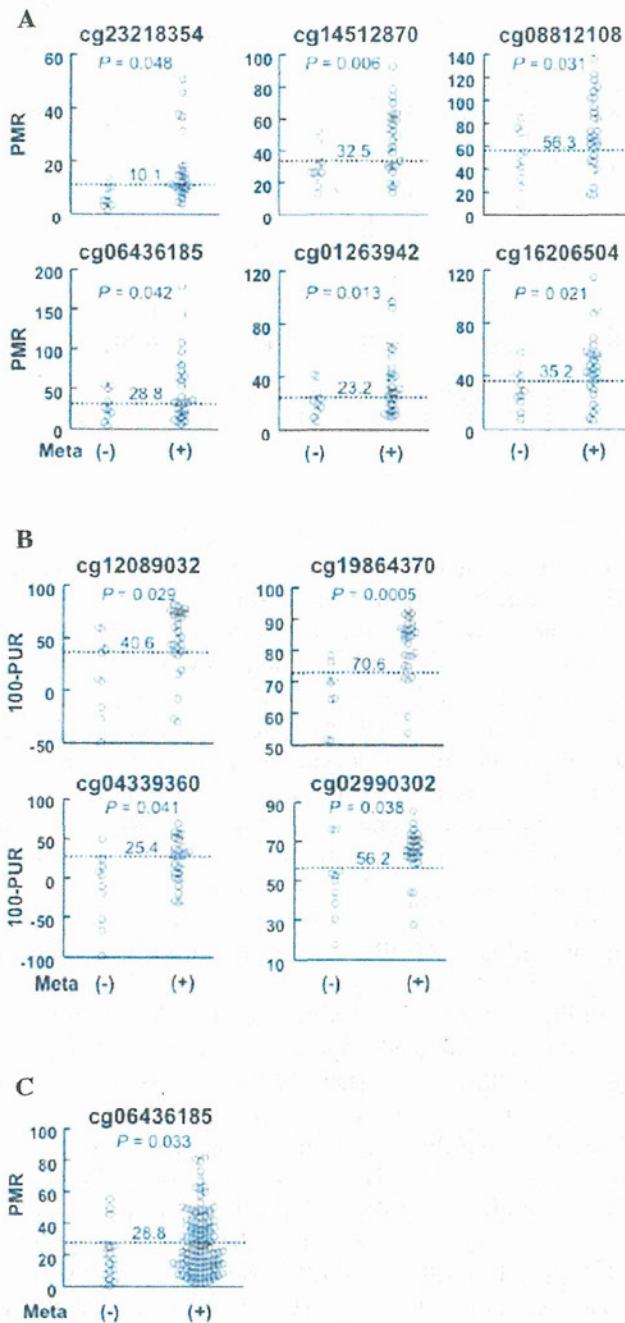 A
cg23218354 cg14512870 cg08812108
P = 0.048 P = 0.006 P = 0.031
60 100 140
120
80 100
40 60 80
PMR
20 40 60
10.1 32.5 56.3
20 40
20
0 0 0
cg06436185 cg01263942 cg16206504
P = 0.042 P = 0.013 P = 0.021
200 120 120
150 80 80
PMR
100
50 40 40
28.8 23.2 35.2
0 0 0
Meta (-) (+) (-) (+) (-) (+)
B
cg12089032 cg19864370
P = 0.029 P = 0.0005
100 100
50 90
40.6 80
100-PUR
0 70
70.6
60
-50 50
cg04339360 cg02990302
P = 0.041 P = 0.038
100 90
50 70
25.4 56.2
100-PUR
0 50
-50 30
-100 10
Meta (-) (+) (-) (+)
C
cg06436185
P = 0.033
100
80
60
PMR
40
28.8
20
0
Meta (-) (+)